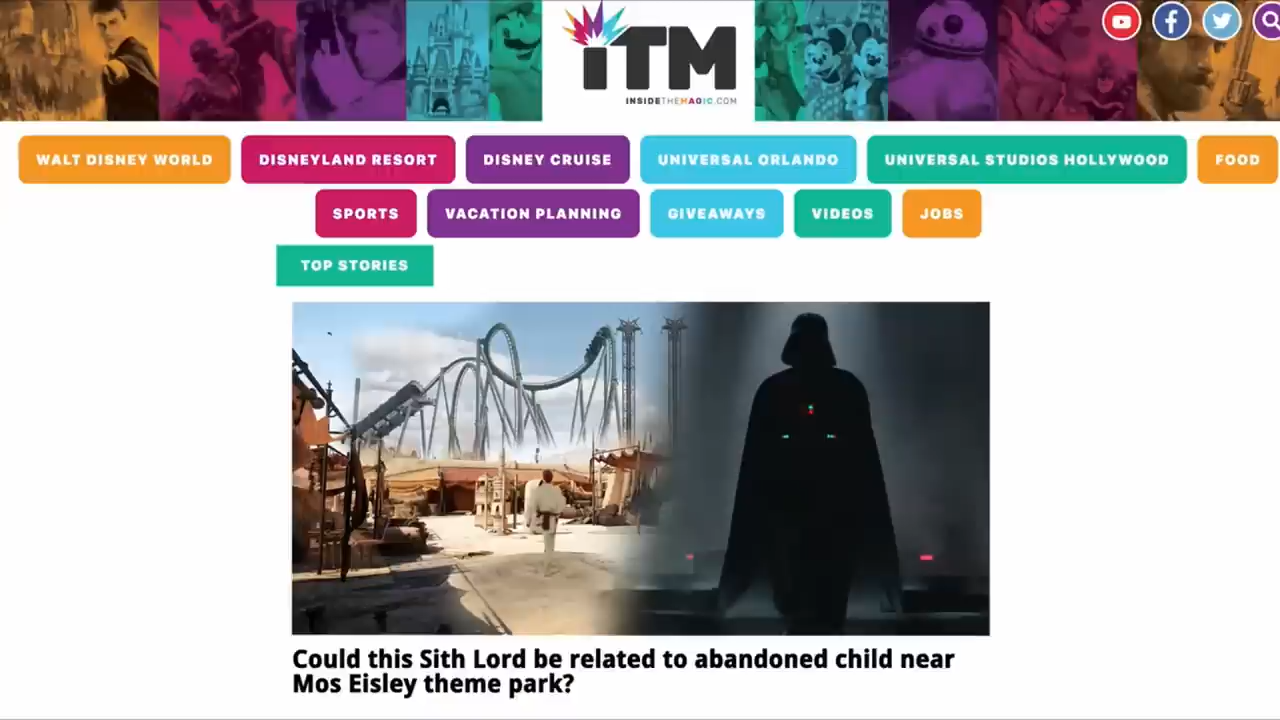 iTM
INSIDETHEMAGIC.COM
WALT DISNEY WORLD
DISNEYLAND RESORT
DISNEY CRUISE
UNIVERSAL ORLANDO
UNIVERSAL STUDIOS HOLLYWOOD
FOOD
SPORTS
VACATION PLANNING
GIVEAWAYS
VIDEOS
JOBS
TOP STORIES
Could this Sith Lord be related to abandoned child near
Mos Eisley theme park?